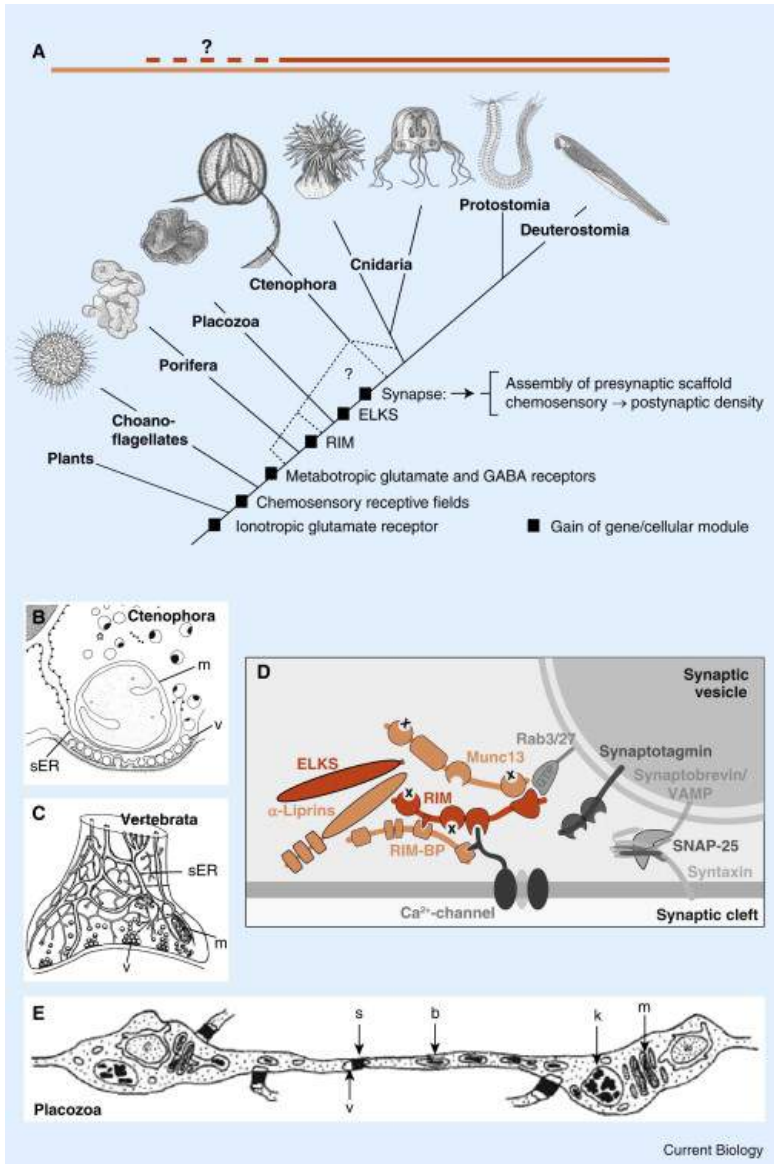 A
?
Protostomia
Deuterostomia
Cnidaria
Ctenophora
Placozoa
Porifera
Choano-
flagellates
Plants
?
Synapse:
Assembly of presynaptic scaffold
chemosensory → postynaptic density
ELKS
RIM
Metabotropic glutamate and GABA receptors
Chemosensory receptive fields
Ionotropic glutamate receptor
Gain of gene/cellular module
B
Ctenophora
m
v
sER
C
Vertebrata
sER
m
v
D
Synaptic
vesicle
Rab3/27
Munc13
Synaptotagmin
ELKS
Synaptobrevin/
VAMP
α-Liprins
x
x
x
x
RIM
GTP
SNAP-25
RIM-BP
Syntaxin
Ca²⁺-channel
Synaptic cleft
E
s
b
k
m
v
Placozoa
Current Biology